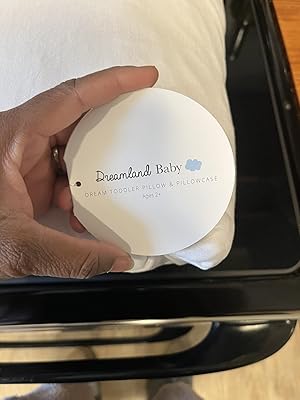 Dreamland Baby
DREAM TODDLER PILLOW & PILLOWCASE
Ages 2+